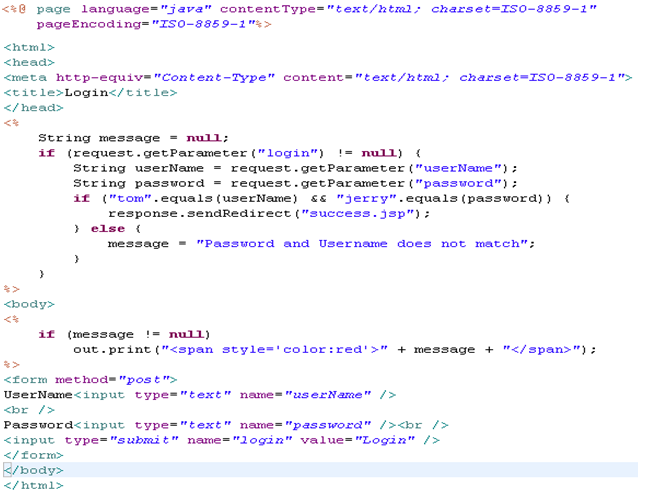 <%@ page language="java" contentType="text/html; charset=ISO-8859-1"
    pageEncoding="ISO-8859-1"%>
<html>
<head>
<meta http-equiv="Content-Type" content="text/html; charset=ISO-8859-1">
<title>Login</title>
</head>
<%
    String message = null;
    if (request.getParameter("login") != null) {
        String userName = request.getParameter("userName");
        String password = request.getParameter("password");
        if ("tom".equals(userName) && "jerry".equals(password)) {
            response.sendRedirect("success.jsp");
        } else {
            message = "Password and Username does not match";
        }
    }
%>
<body>
<%
    if (message != null)
        out.print("<span style='color:red'>" + message + "</span>");
%>
<form method="post">
UserName<input type="text" name="userName" />
<br />
Password<input type="text" name="password" /><br />
<input type="submit" name="login" value="Login" />
</form>
</body>
</html>